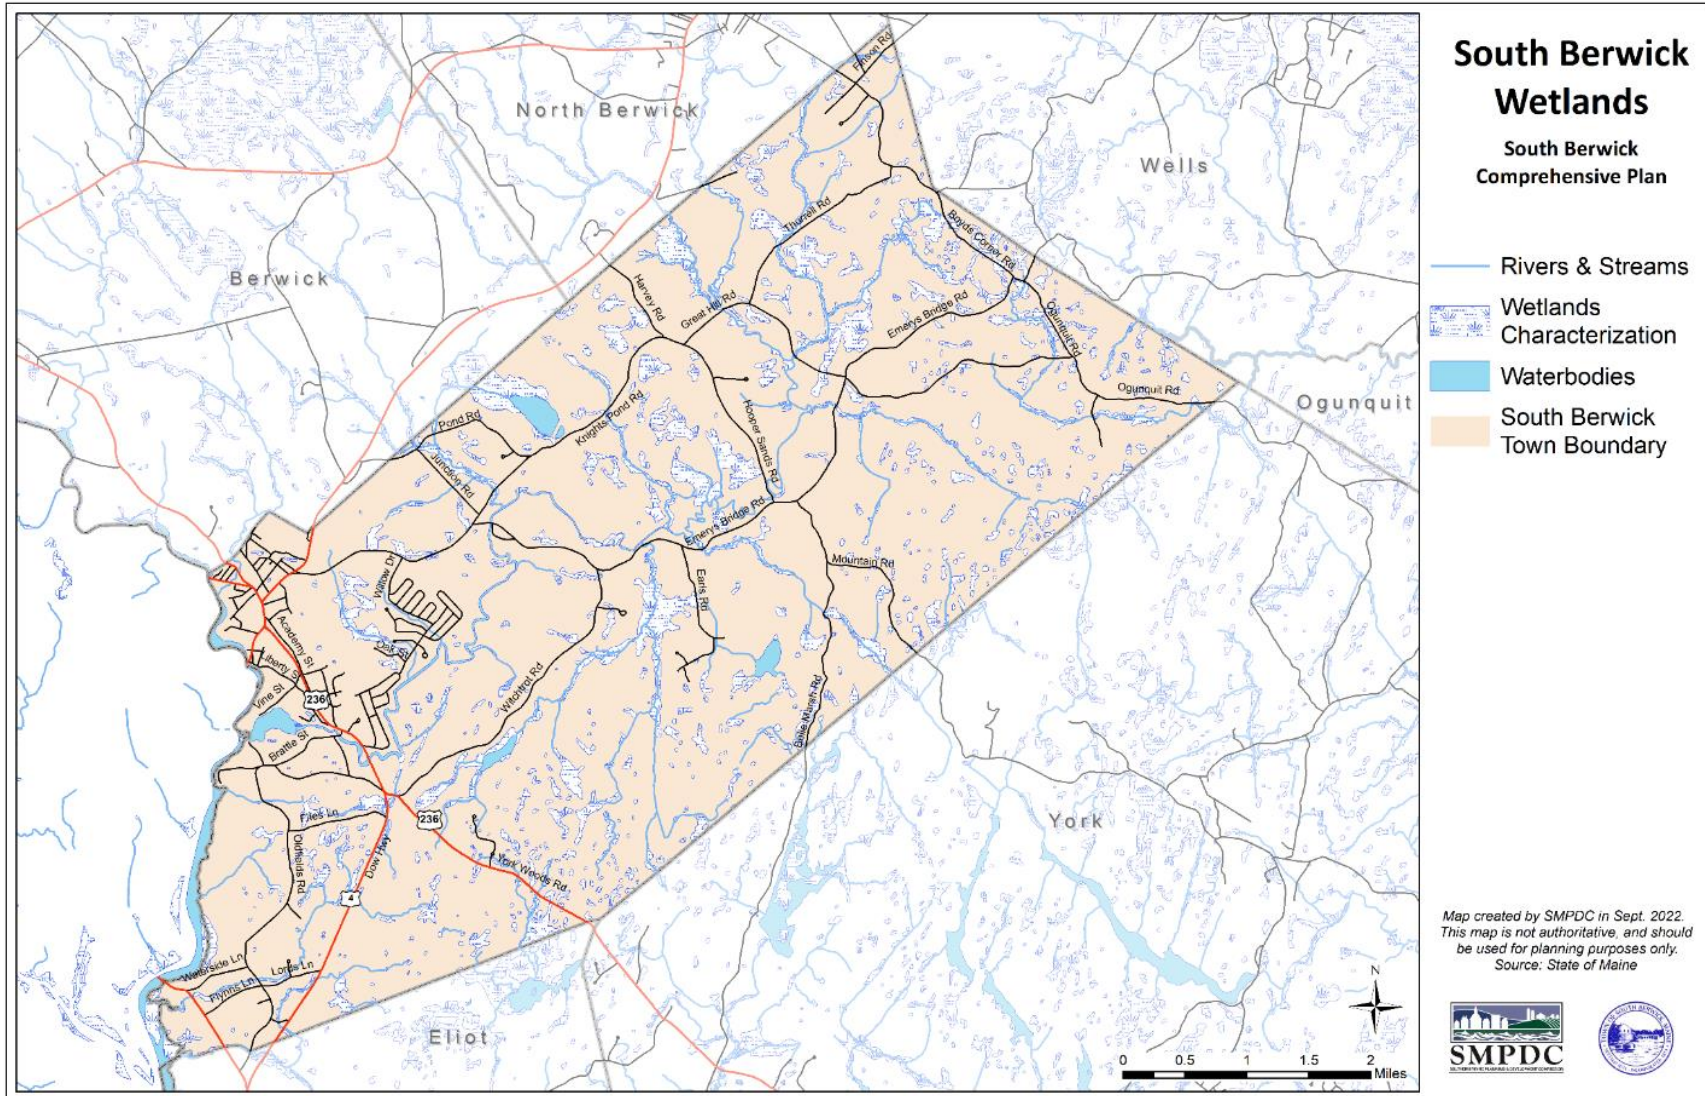 South Berwick
Wetlands
South Berwick
Comprehensive Plan
Rivers & Streams
Wetlands
Characterization
Waterbodies
South Berwick
Town Boundary
North Berwick
Wells
Berwick
Ogunquit
York
Eliot
Thurrell Rd
Boyds Corner Rd
Harvey Rd
Great Hill Rd
Emerys Bridge Rd
Ogunquit Rd
Ogunquit Rd
Pond Rd
Knights Pond Rd
Hooper Sands Rd
Junction Rd
Emerys Bridge Rd
Mountain Rd
Willow Dr
Earls Rd
Academy St
Oak St
Liberty St
Vine St
236
Witchtrot Rd
Belle Marsh Rd
Brattle St
Files Ln
236
Oldfields Rd
Dow Hwy
York Woods Rd
4
Waterside Ln
Lords Ln
Flynns Ln
Map created by SMPDC in Sept. 2022.
This map is not authoritative, and should
be used for planning purposes only.
Source: State of Maine
N
0 0.5 1 1.5 2
Miles
SMPDC